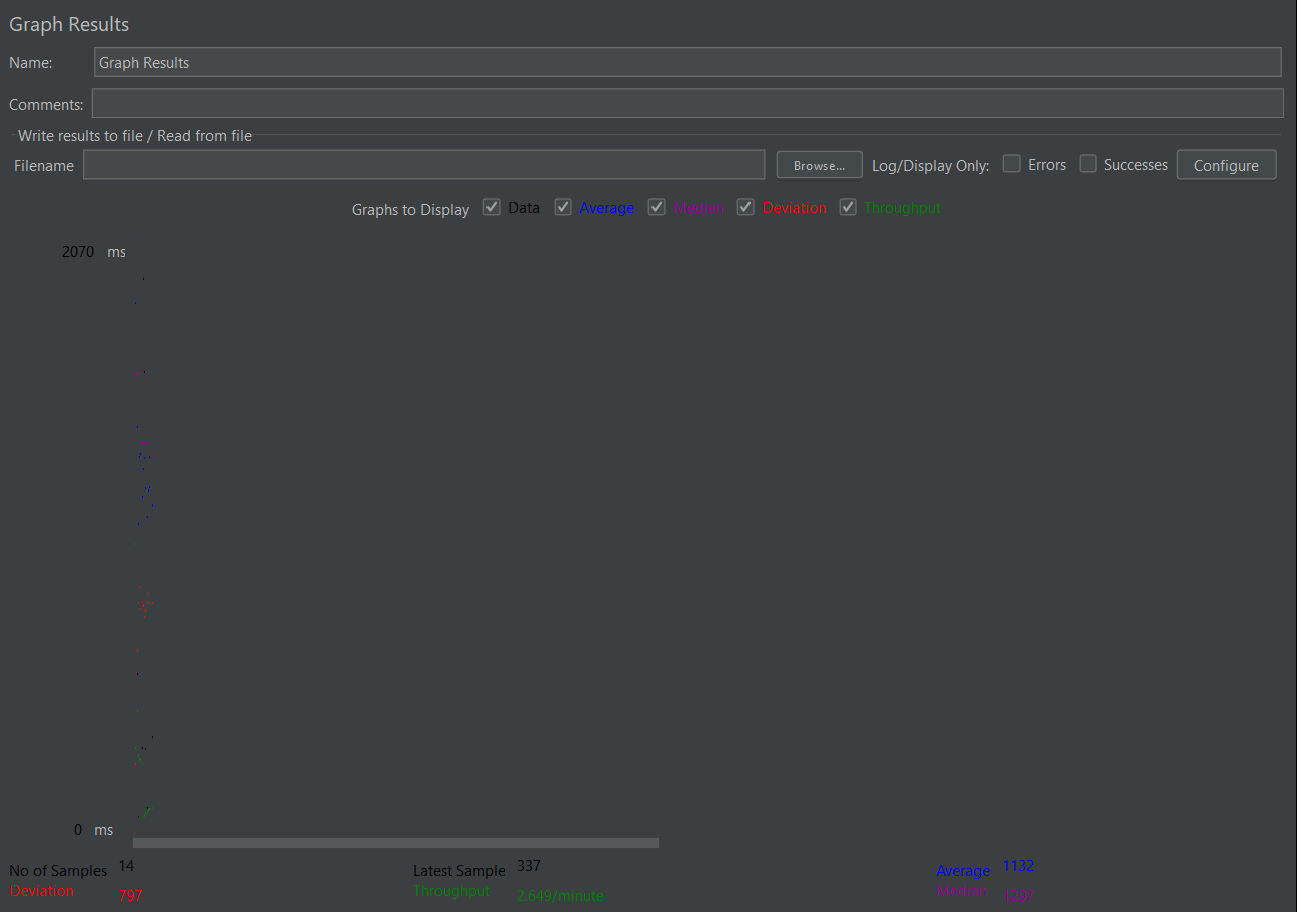 Graph Results
Name: Graph Results
Comments:
Write results to file / Read from file
Filename Browse... Log/Display Only: Errors Successes Configure
Graphs to Display Data Average Median Deviation Throughput
2070 ms
0 ms
No of Samples 14 Latest Sample 337 Average 1132
Deviation 797 Throughput 2.649/minute Median 1297